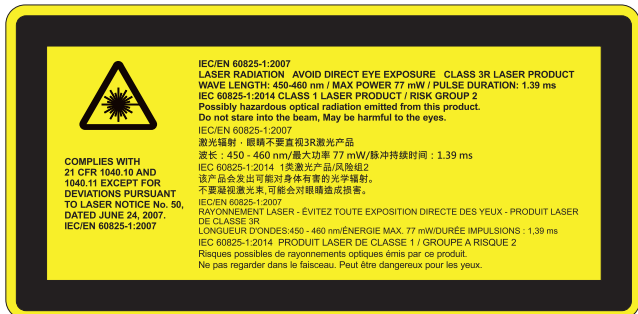 COMPLIES WITH
21 CFR 1040.10 AND
1040.11 EXCEPT FOR
DEVIATIONS PURSUANT
TO LASER NOTICE No. 50,
DATED JUNE 24, 2007.
IEC/EN 60825-1:2007
IEC/EN 60825-1:2007
LASER RADIATION   AVOID DIRECT EYE EXPOSURE   CLASS 3R LASER PRODUCT
WAVE LENGTH: 450-460 nm / MAX POWER 77 mW / PULSE DURATION: 1.39 ms
IEC 60825-1:2014 CLASS 1 LASER PRODUCT / RISK GROUP 2
Possibly hazardous optical radiation emitted from this product.
Do not stare into the beam, May be harmful to the eyes.
IEC/EN 60825-1:2007
激光辐射，眼睛不要直视3R激光产品
波长：450 - 460 nm/最大功率 77 mW/脉冲持续时间：1.39 ms
IEC 60825-1:2014  1类激光产品/风险组2
该产品会发出可能对身体有害的光学辐射。
不要凝视激光束,可能会对眼睛造成损害。
IEC/EN 60825-1:2007
RAYONNEMENT LASER - ÉVITEZ TOUTE EXPOSITION DIRECTE DES YEUX - PRODUIT LASER
DE CLASSE 3R
LONGUEUR D'ONDES:450 - 460 nm/ÉNERGIE MAX. 77 mW/DURÉE IMPULSIONS : 1,39 ms
IEC 60825-1:2014  PRODUIT LASER DE CLASSE 1 / GROUPE A RISQUE 2
Risques possibles de rayonnements optiques émis par ce produit.
Ne pas regarder dans le faisceau. Peut être dangereux pour les yeux.